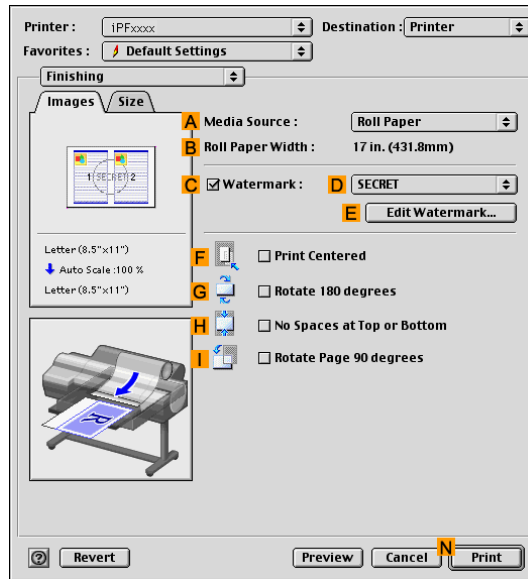 Printer : iPFxxxx Destination : Printer
Favorites : Default Settings
Finishing
Images Size
A Media Source : Roll Paper
B Roll Paper Width : 17 in. (431.8mm)
C Watermark : D SECRET
E Edit Watermark...
1 SECRET 2
Letter (8.5"x11")
Auto Scale :100 %
Letter (8.5"x11")
F Print Centered
G Rotate 180 degrees
H No Spaces at Top or Bottom
I Rotate Page 90 degrees
R
? Revert Preview Cancel N Print